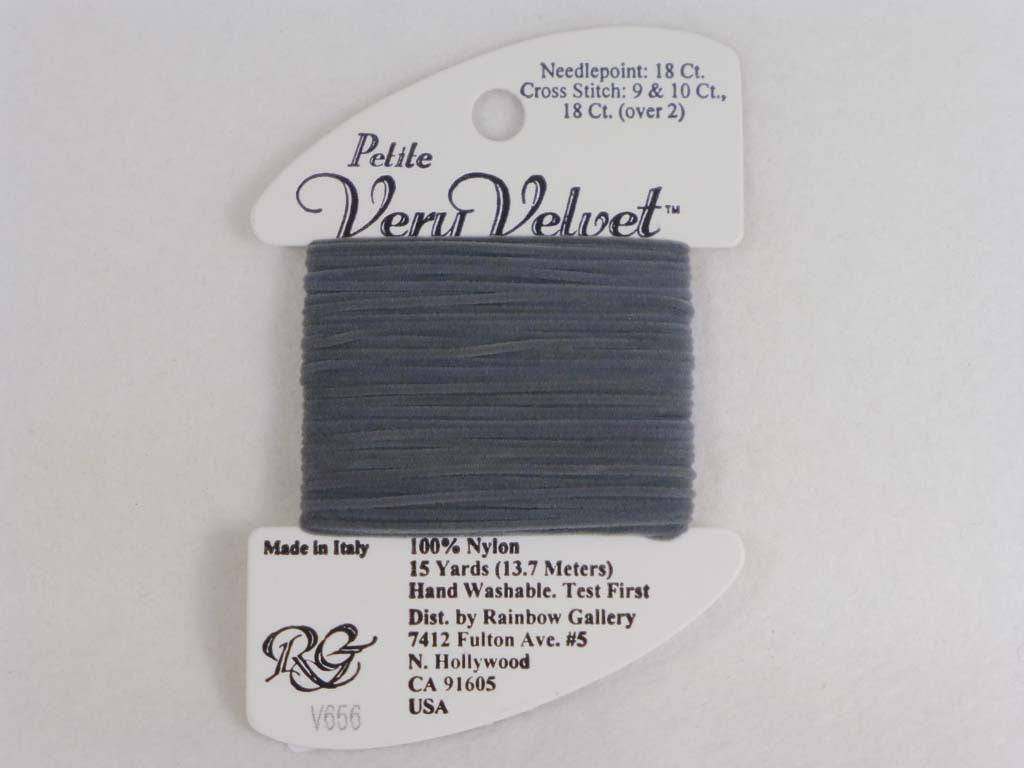 Needlepoint: 18 Ct.
Cross Stitch: 9 & 10 Ct.,
18 Ct. (over 2)
Petite
Very Velvet™
Made in Italy
100% Nylon
15 Yards (13.7 Meters)
Hand Washable. Test First
Dist. by Rainbow Gallery
7412 Fulton Ave. #5
N. Hollywood
CA 91605
USA
RG
V656